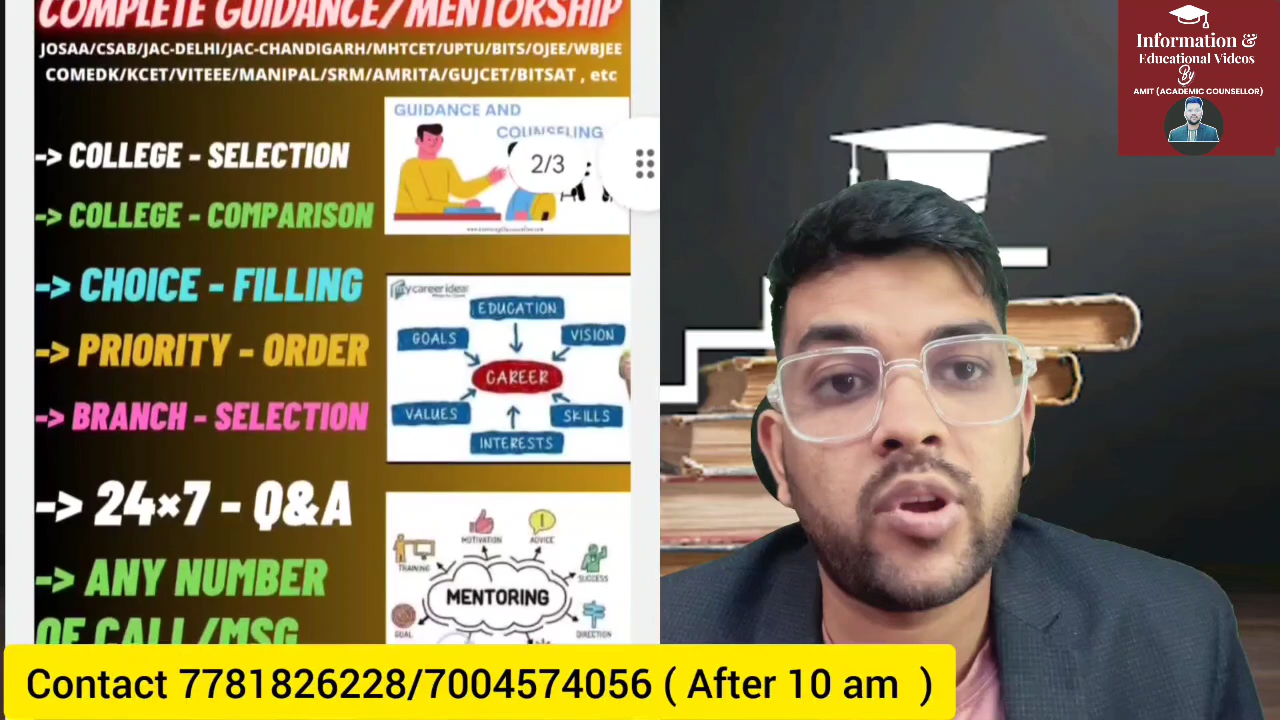 COMPLETE GUIDANCE/MENTORSHIP
JOSAA/CSAB/JAC-DELHI/JAC-CHANDIGARH/MHTCET/UPTU/BITS/OJEE/WBJEE
COMEDK/KCET/VITEEE/MANIPAL/SRM/AMRITA/GUJCET/BITSAT , etc
-> COLLEGE - SELECTION
-> COLLEGE - COMPARISON
-> CHOICE - FILLING
-> PRIORITY - ORDER
-> BRANCH - SELECTION
-> 24×7 - Q&A
-> ANY NUMBER
OF CALL/MSG
GUIDANCE AND
COUNSELING
2/3
EDUCATION
GOALS
VISION
CAREER
VALUES
SKILLS
INTERESTS
MOTIVATION
ADVICE
TRAINING
SUCCESS
MENTORING
GOAL
DIRECTION
Information &
Educational Videos
By
AMIT (ACADEMIC COUNSELLOR)
Contact 7781826228/7004574056 ( After 10 am )